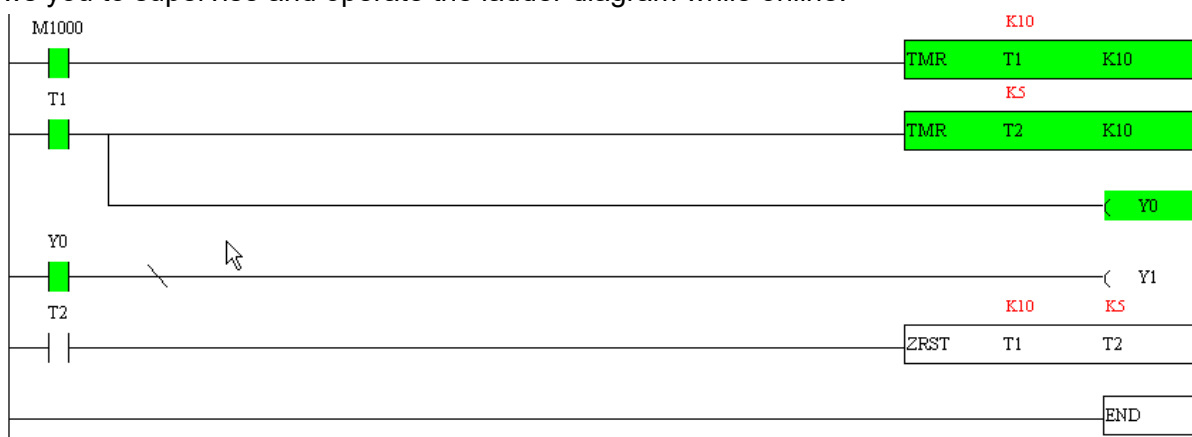 you to supervise and operate the ladder diagram while online.
M1000 K10
TMR T1 K10
T1 K5
TMR T2 K10
Y0
Y0
Y1
T2 K10 K5
ZRST T1 T2
END